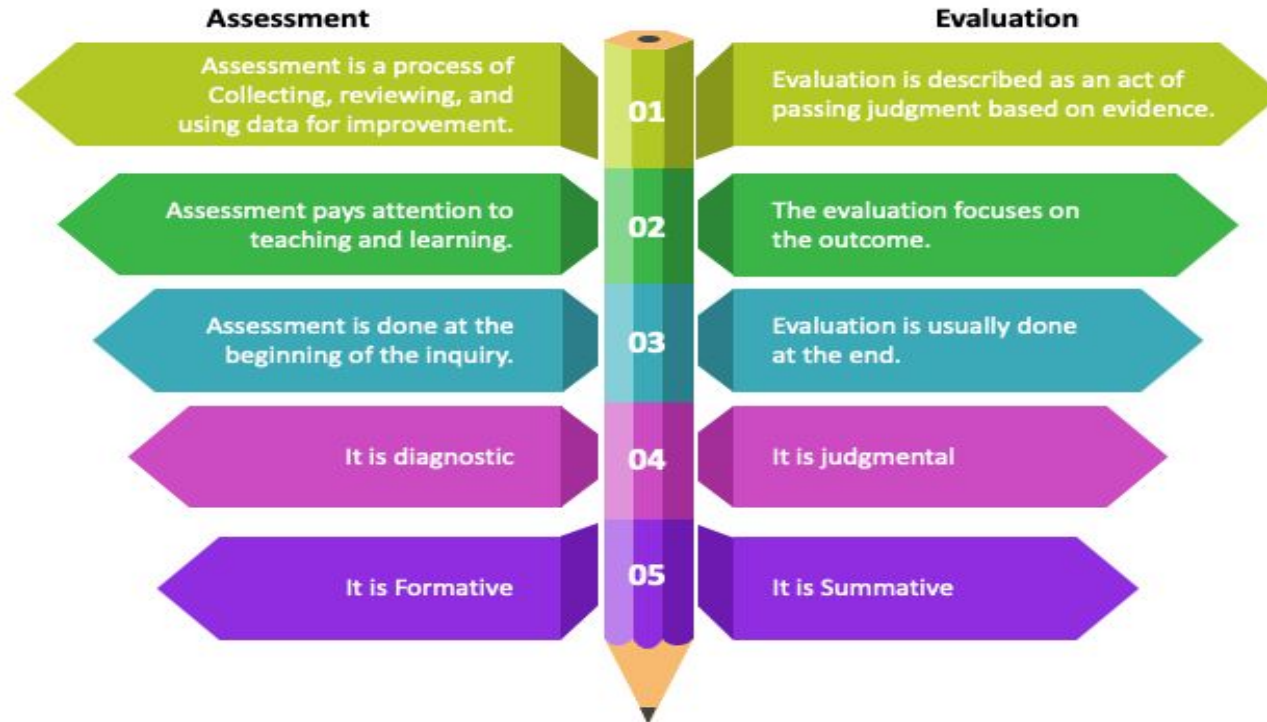 Assessment
Evaluation
Assessment is a process of
Collecting, reviewing, and
using data for improvement.
01
Evaluation is described as an act of
passing judgment based on evidence.
Assessment pays attention to
teaching and learning.
02
The evaluation focuses on
the outcome.
Assessment is done at the
beginning of the inquiry.
03
Evaluation is usually done
at the end.
It is diagnostic
04
It is judgmental
It is Formative
05
It is Summative